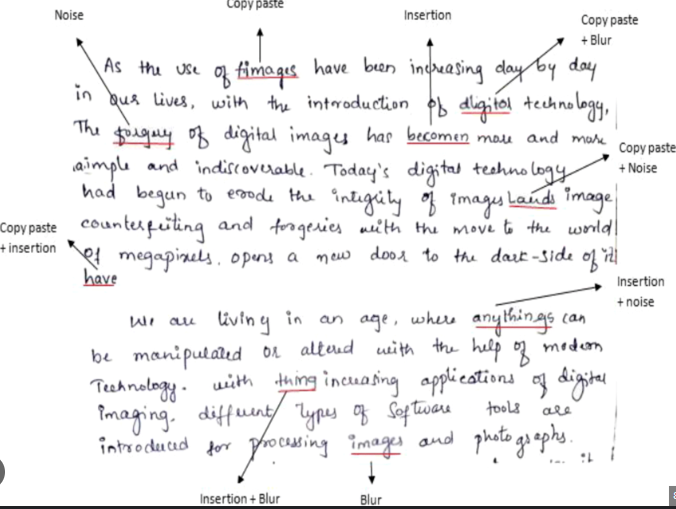 Noise
Copy paste
Insertion
Copy paste
+ Blur
As the use of fimages have been increasing day by day
in our lives, with the introduction of dligital technology,
The forgery of digital images has becomen more and more
simple and indiscoverable. Today's digital technology
Copy paste
+ Noise
had begun to erode the integrity of images Lands image
counterfeiting and forgeries with the move to the world
Copy paste
+ insertion
of megapixels, opens a new door to the dark-side of it
have
Insertion
+ noise
We are living in an age, where anythings can
be manipulated or altered with the help of modern
Technology. with thing increasing applications of digital
imaging. different Types of Software tools are
introduced for processing images and photographs.
Insertion + Blur
Blur